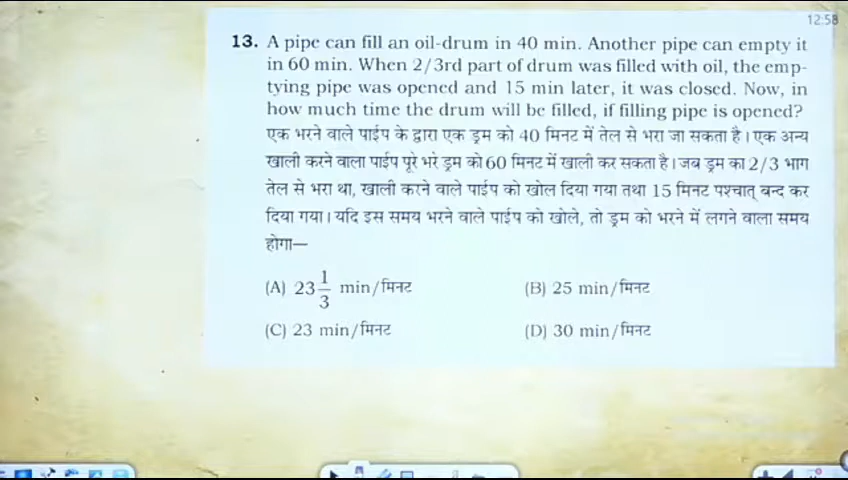 12:58
13. A pipe can fill an oil-drum in 40 min. Another pipe can empty it
in 60 min. When 2/3rd part of drum was filled with oil, the emp-
tying pipe was opened and 15 min later, it was closed. Now, in
how much time the drum will be filled, if filling pipe is opened?
एक भरने वाले पाईप के द्वारा एक ड्रम को 40 मिनट में तेल से भरा जा सकता है। एक अन्य
खाली करने वाला पाईप पूरे भरे ड्रम को 60 मिनट में खाली कर सकता है। जब ड्रम का 2/3 भाग
तेल से भरा था, खाली करने वाले पाईप को खोल दिया गया तथा 15 मिनट पश्चात् बन्द कर
दिया गया। यदि इस समय भरने वाले पाईप को खोले, तो ड्रम को भरने में लगने वाला समय
होगा—
(A) 23 1/3 min/मिनट (B) 25 min/मिनट
(C) 23 min/मिनट (D) 30 min/मिनट